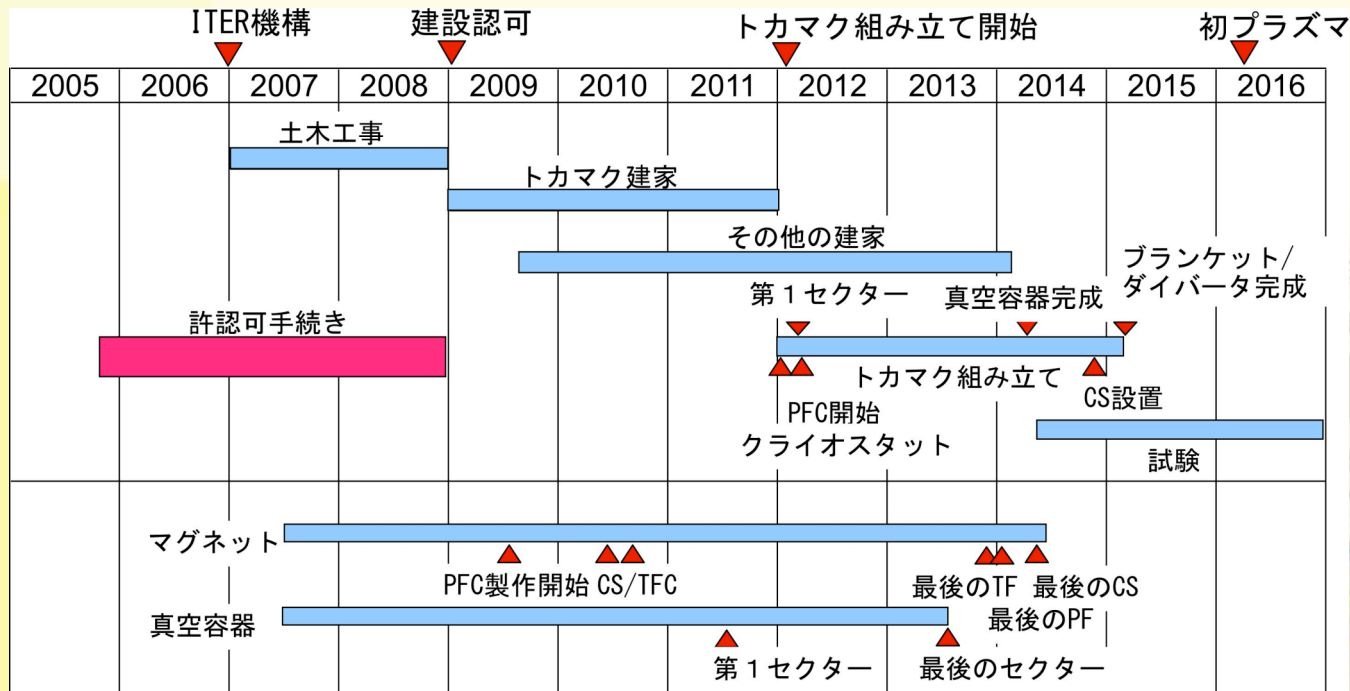 ITER機構
建設認可
トカマク組み立て開始
初プラズマ
2005
2006
2007
2008
2009
2010
2011
2012
2013
2014
2015
2016
土木工事
トカマク建家
その他の建家
ブランケット/
ダイバータ完成
第１セクター
真空容器完成
許認可手続き
トカマク組み立て
CS設置
PFC開始
クライオスタット
試験
マグネット
PFC製作開始
CS/TFC
最後のTF
最後のCS
最後のPF
真空容器
第１セクター
最後のセクター